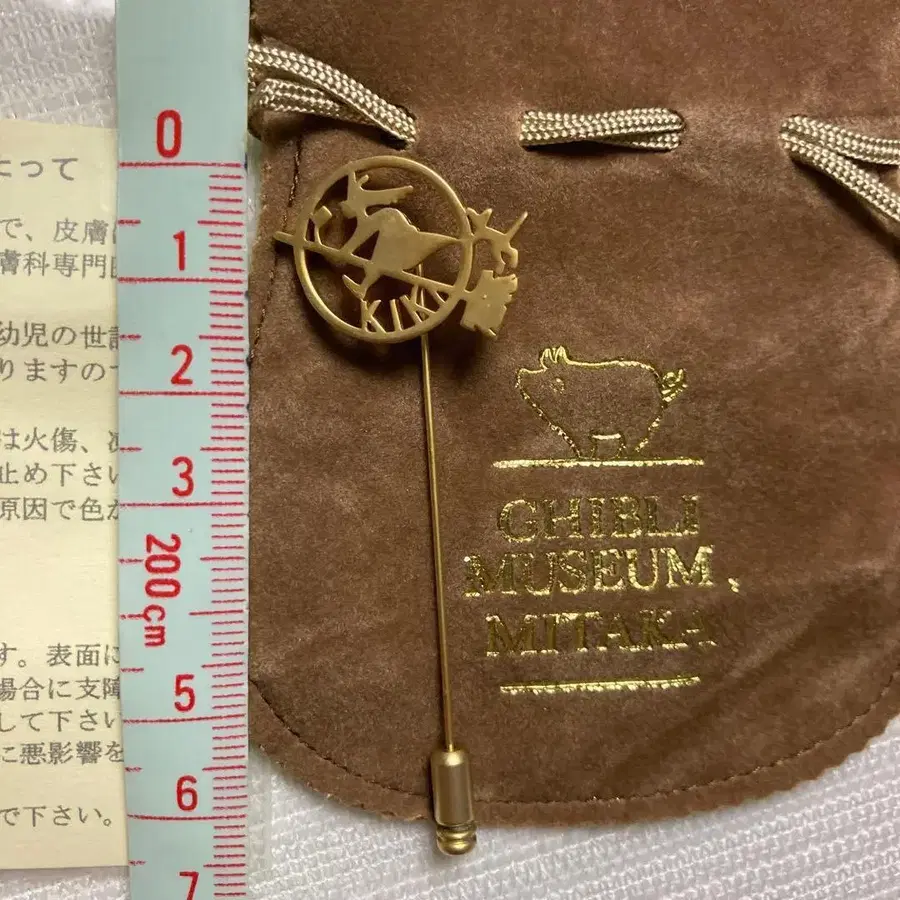 よって
で、皮膚
膚科専門
幼児の世
りますので
は火傷、
止め下さい
原因で色
す。表面に
場合に支障
して下さい
に悪影響を
で下さい。
0
1
2
3
200cm
5
6
7
KIKI
GHIBLI
MUSEUM,
MITAKA